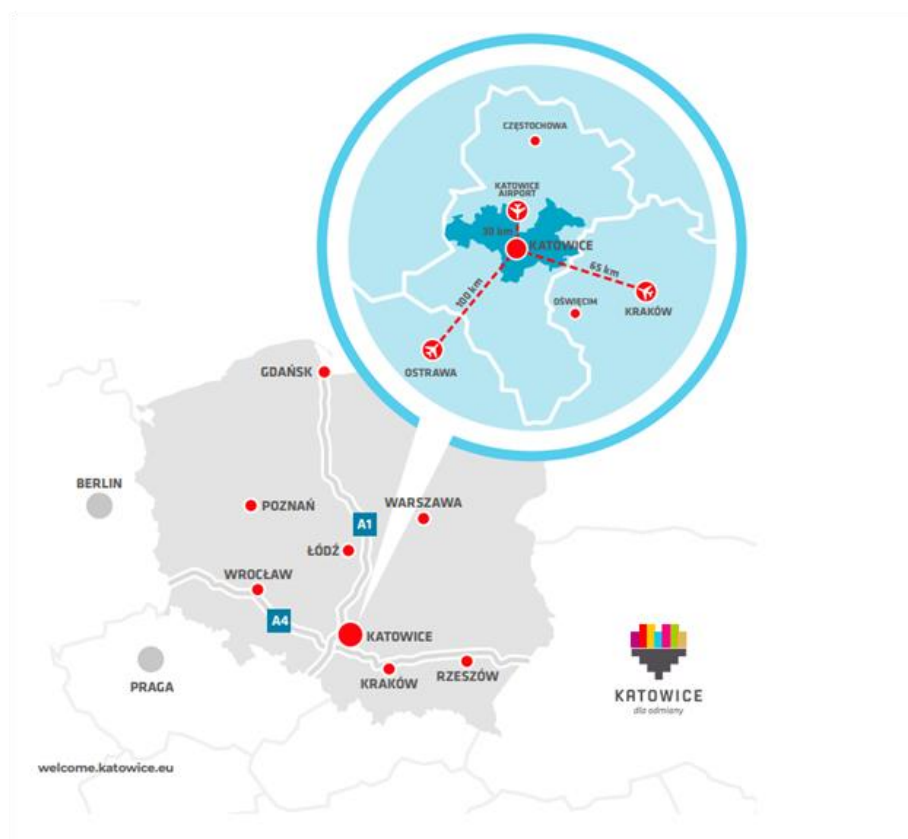 CZĘSTOCHOWA
KATOWICE
AIRPORT
30 km
KATOWICE
65 km
100 km
OŚWIĘCIM
KRAKÓW
OSTRAWA
GDAŃSK
BERLIN
POZNAŃ
WARSZAWA
A1
ŁÓDŹ
WROCŁAW
A4
KATOWICE
KRAKÓW
RZESZÓW
PRAGA
KATOWICE
dla odmiany
welcome.katowice.eu